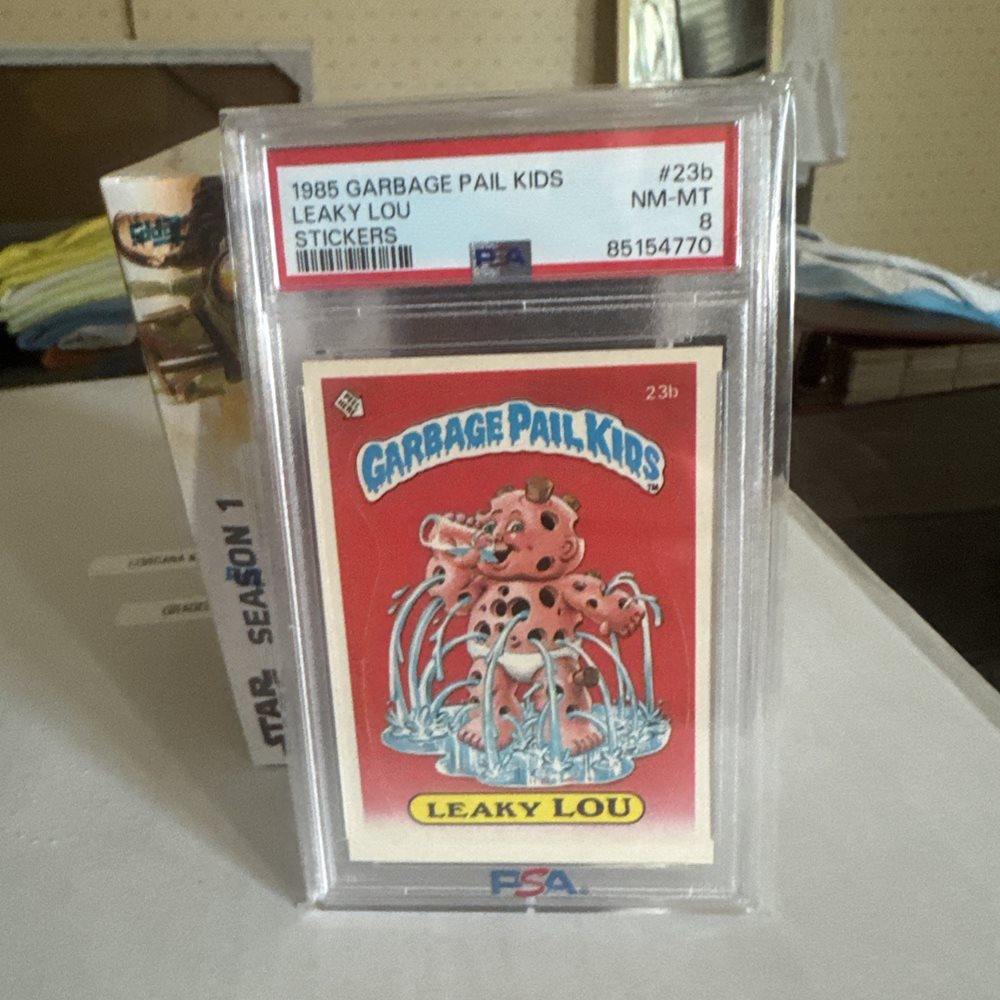 1985 GARBAGE PAIL KIDS
#23b
LEAKY LOU
NM-MT
STICKERS
8
85154770
PSA
23b
GARBAGE PAIL KIDS
TM
LEAKY LOU
PSA
STAR SEASON 1